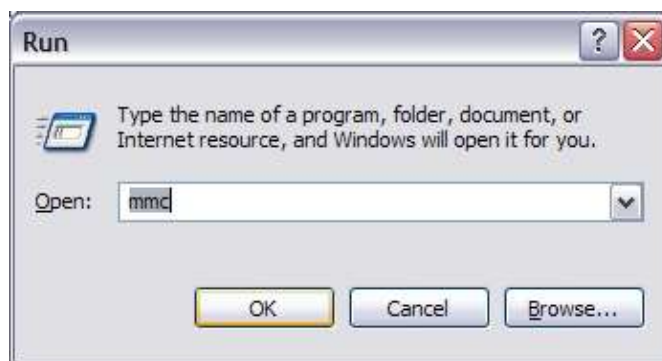 Run
Type the name of a program, folder, document, or
Internet resource, and Windows will open it for you.
Open: mmc
OK Cancel Browse...